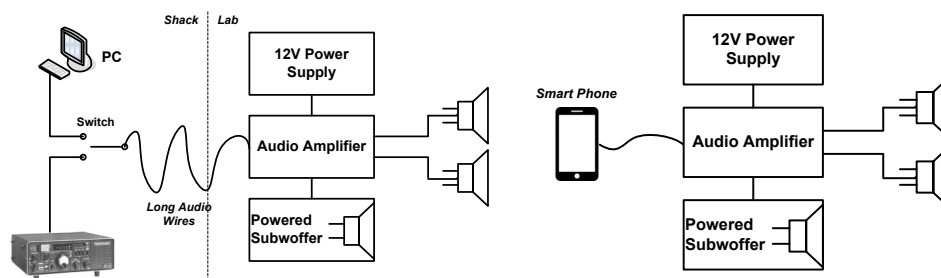 Shack
Lab
PC
Switch
Long Audio
Wires
12V Power
Supply
Audio Amplifier
Powered
Subwoffer
Smart Phone
12V Power
Supply
Audio Amplifier
Powered
Subwoffer